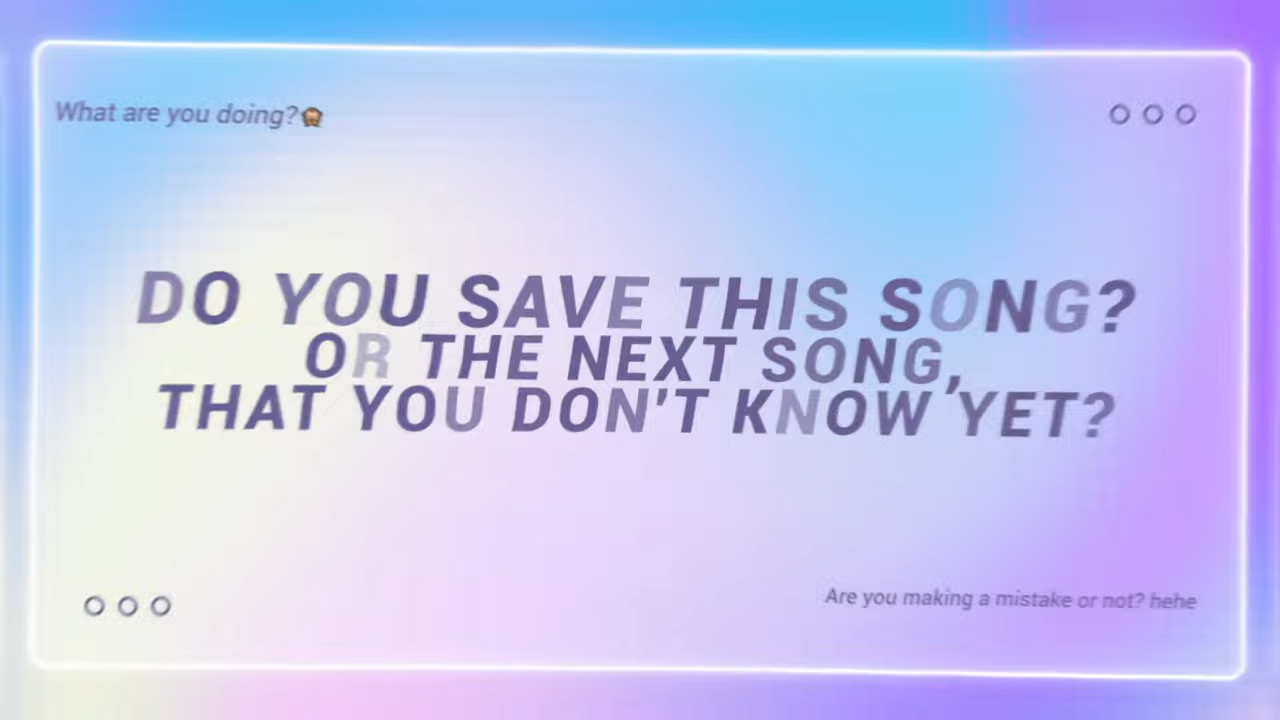 What are you doing?🙈
DO YOU SAVE THIS SONG?
OR THE NEXT SONG,
THAT YOU DON'T KNOW YET?
Are you making a mistake or not? hehe